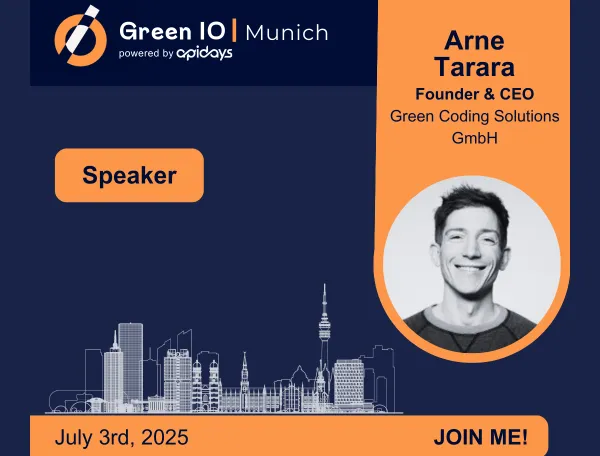 Green IO | Munich
powered by apidays
Arne
Tarara
Founder & CEO
Green Coding Solutions
GmbH
Speaker
July 3rd, 2025
JOIN ME!